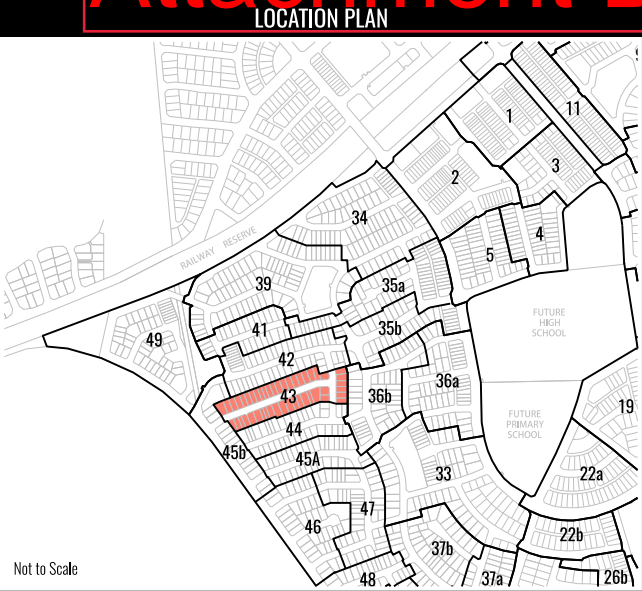 Attachment
LOCATION PLAN
1
11
3
2
34
4
5
RAILWAY RESERVE
39
35a
FUTURE
HIGH
SCHOOL
49
41
35b
42
36a
43
36b
FUTURE
PRIMARY
SCHOOL
19
44
45b
45A
33
22a
47
46
22b
37b
Not to Scale
48
37a
26b